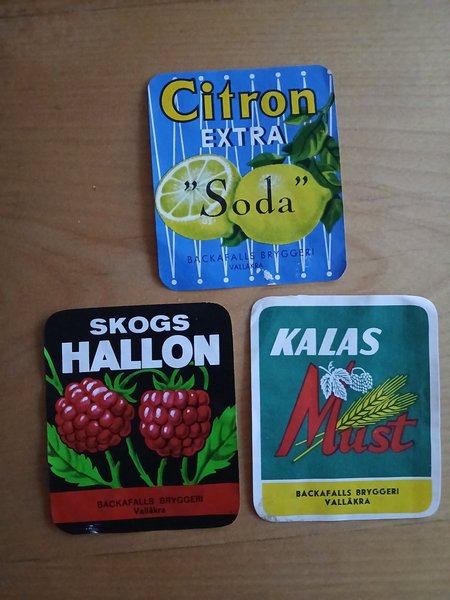 Citron
EXTRA
"Soda"
BACKAFALLS BRYGGERI
VALLÅKRA
SKOGS
HALLON
BACKAFALLS BRYGGERI
Vallåkra
KALAS
Must
BACKAFALLS BRYGGERI
VALLÅKRA